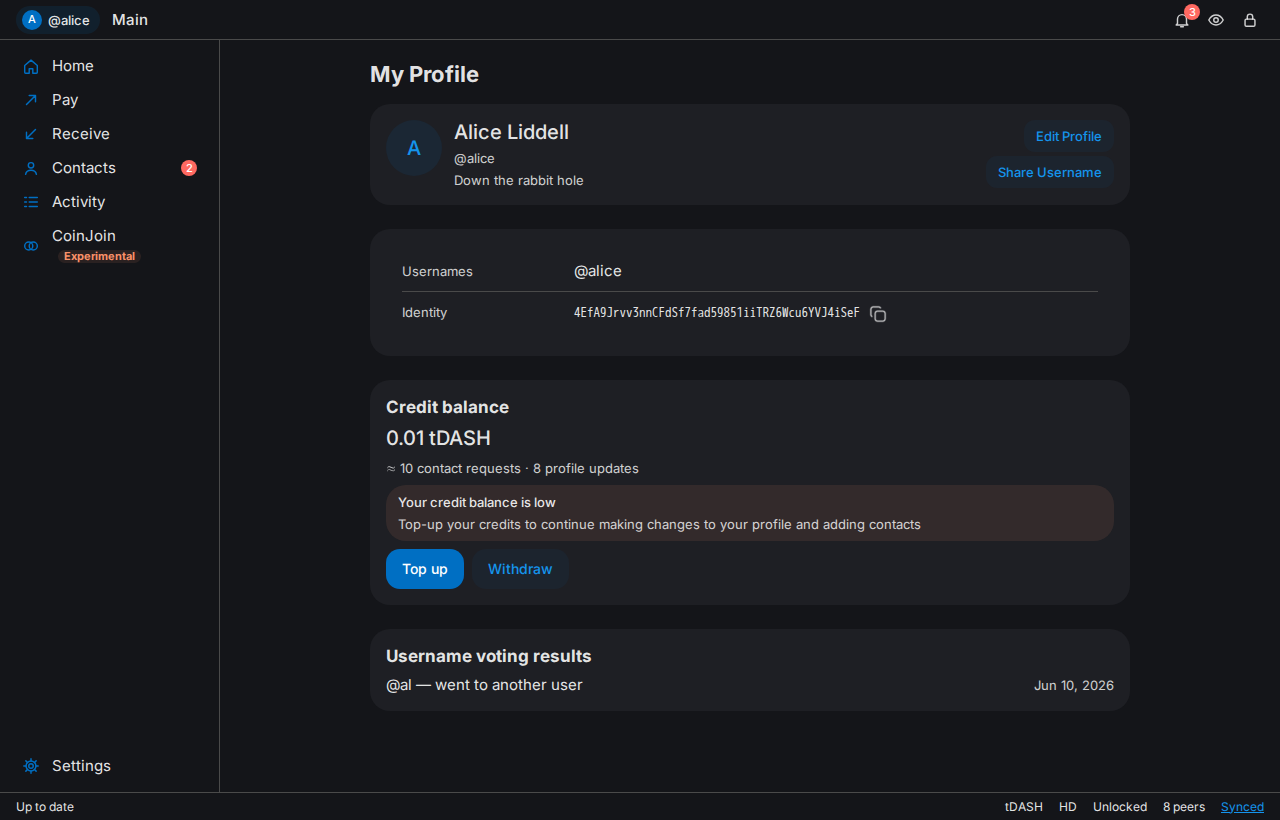 A @alice Main 3
Home
Pay
Receive
Contacts 2
Activity
CoinJoin
Experimental
Settings
My Profile
A
Alice Liddell
@alice
Down the rabbit hole
Edit Profile
Share Username
Usernames @alice
Identity 4EfA9Jrvv3nnCFdSf7fad59851iiTRZ6Wcu6YVJ4iSeF
Credit balance
0.01 tDASH
≈ 10 contact requests · 8 profile updates
Your credit balance is low
Top-up your credits to continue making changes to your profile and adding contacts
Top up Withdraw
Username voting results
@al — went to another user Jun 10, 2026
Up to date tDASH HD Unlocked 8 peers Synced